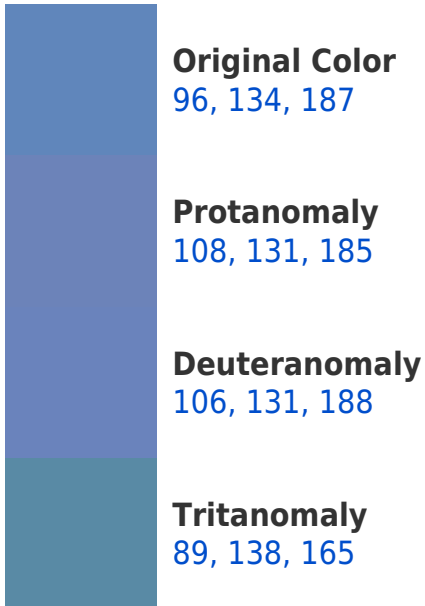 Original Color
96, 134, 187
Protanomaly
108, 131, 185
Deuteranomaly
106, 131, 188
Tritanomaly
89, 138, 165